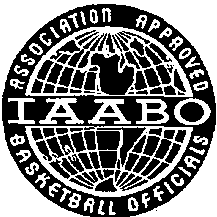 ASSOCIATION APPROVED
IAABO
BASKETBALL OFFICIALS